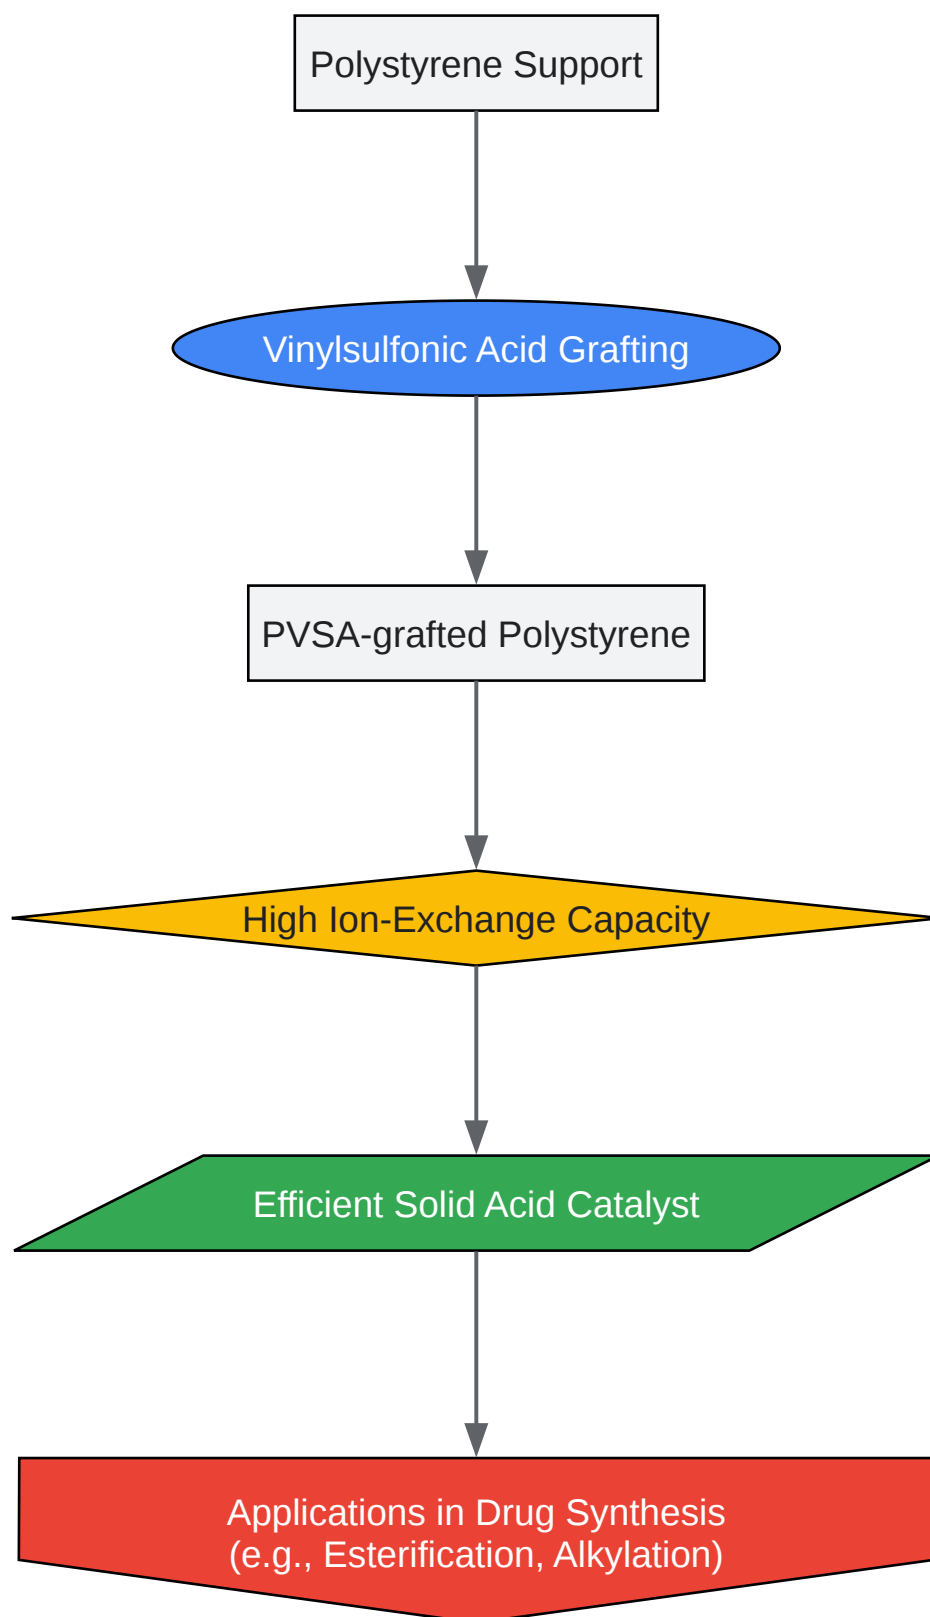 Polystyrene Support
Vinylsulfonic Acid Grafting
PVSA-grafted Polystyrene
High Ion-Exchange Capacity
Efficient Solid Acid Catalyst
Applications in Drug Synthesis
(e.g., Esterification, Alkylation)